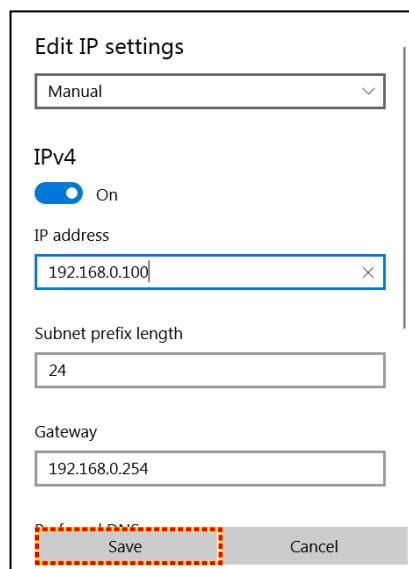 Edit IP settings
Manual
IPv4
On
IP address
192.168.0.100
Subnet prefix length
24
Gateway
192.168.0.254
Save Cancel